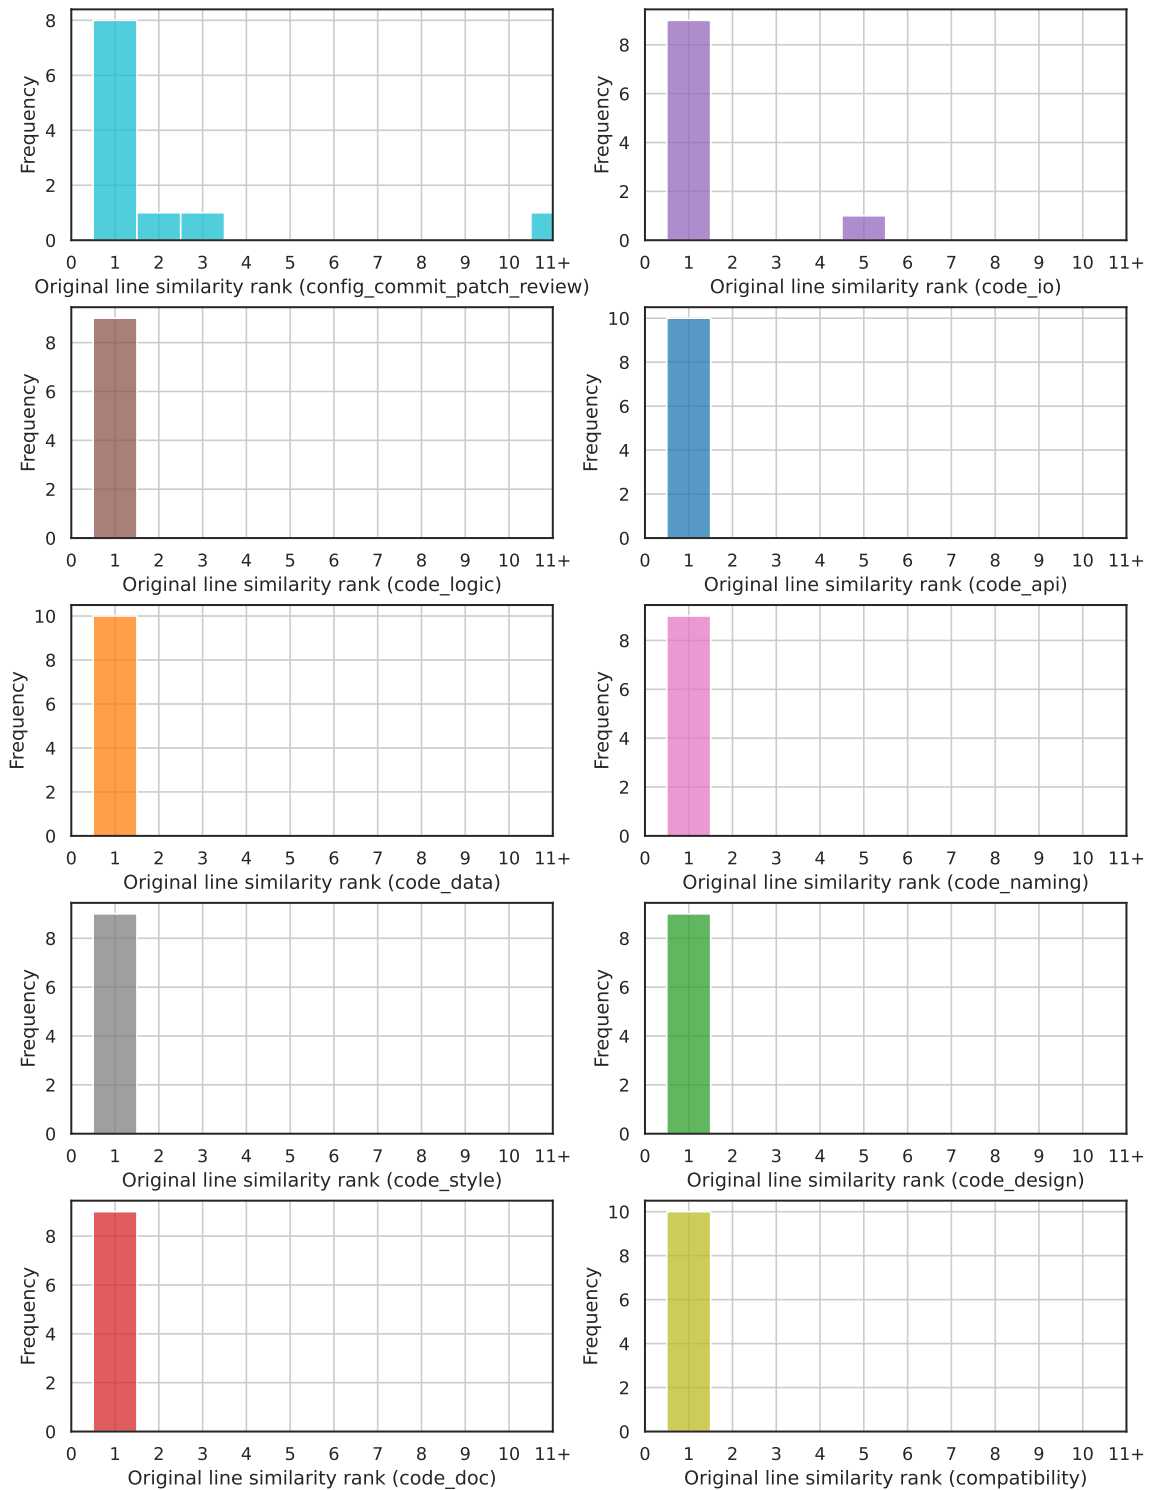 8
6
4
2
0
Frequency
0 1 2 3 4 5 6 7 8 9 10 11+
Original line similarity rank (config_commit_patch_review)
8
6
4
2
0
Frequency
0 1 2 3 4 5 6 7 8 9 10 11+
Original line similarity rank (code_io)
8
6
4
2
0
Frequency
0 1 2 3 4 5 6 7 8 9 10 11+
Original line similarity rank (code_logic)
10
8
6
4
2
0
Frequency
0 1 2 3 4 5 6 7 8 9 10 11+
Original line similarity rank (code_api)
10
8
6
4
2
0
Frequency
0 1 2 3 4 5 6 7 8 9 10 11+
Original line similarity rank (code_data)
8
6
4
2
0
Frequency
0 1 2 3 4 5 6 7 8 9 10 11+
Original line similarity rank (code_naming)
8
6
4
2
0
Frequency
0 1 2 3 4 5 6 7 8 9 10 11+
Original line similarity rank (code_style)
8
6
4
2
0
Frequency
0 1 2 3 4 5 6 7 8 9 10 11+
Original line similarity rank (code_design)
8
6
4
2
0
Frequency
0 1 2 3 4 5 6 7 8 9 10 11+
Original line similarity rank (code_doc)
10
8
6
4
2
0
Frequency
0 1 2 3 4 5 6 7 8 9 10 11+
Original line similarity rank (compatibility)